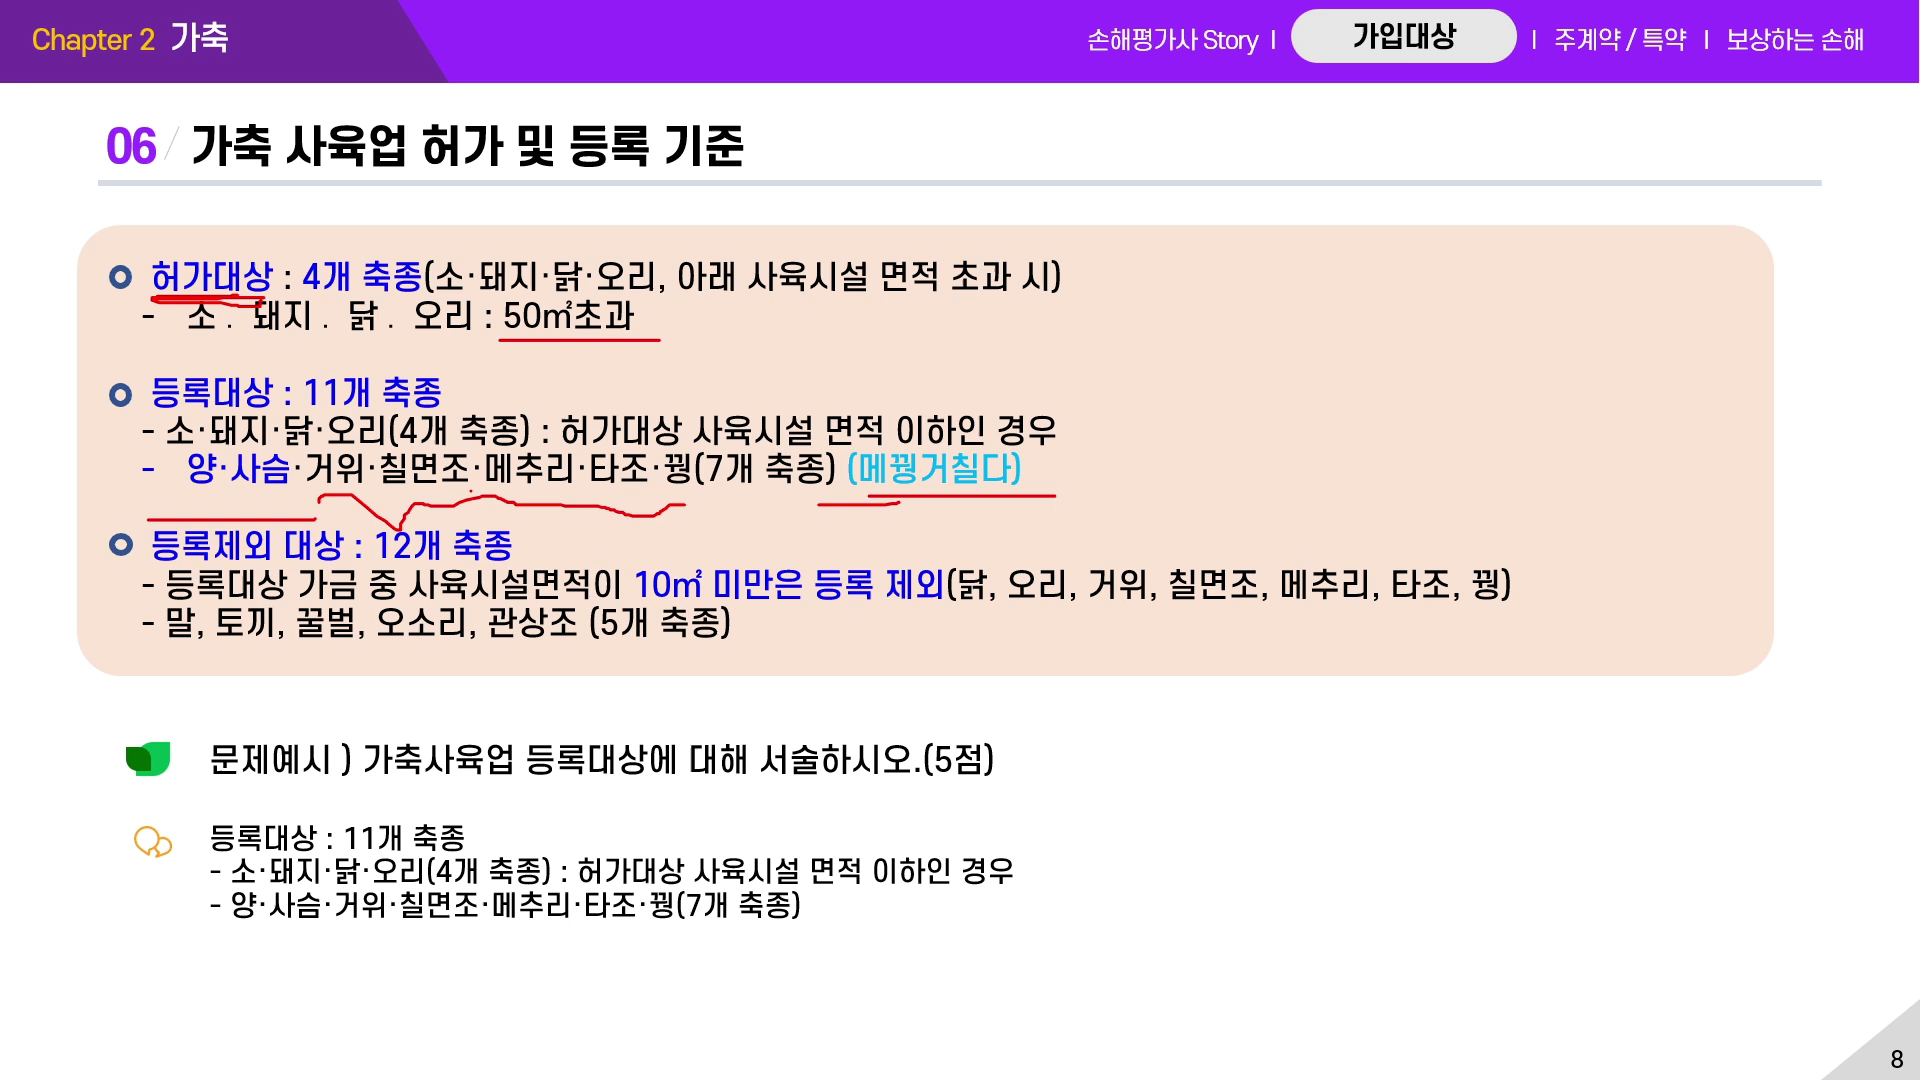 Chapter 2 가축
손해평가사 Story ㅣ 가입대상 ㅣ 주계약 / 특약 ㅣ 보상하는 손해
06 / 가축 사육업 허가 및 등록 기준
허가대상 : 4개 축종(소·돼지·닭·오리, 아래 사육시설 면적 초과 시)
- 소 . 돼지 . 닭 . 오리 : 50㎡초과
등록대상 : 11개 축종
- 소·돼지·닭·오리(4개 축종) : 허가대상 사육시설 면적 이하인 경우
- 양·사슴·거위·칠면조·메추리·타조·꿩(7개 축종) (메꿩거칠다)
등록제외 대상 : 12개 축종
- 등록대상 가금 중 사육시설면적이 10㎡ 미만은 등록 제외(닭, 오리, 거위, 칠면조, 메추리, 타조, 꿩)
- 말, 토끼, 꿀벌, 오소리, 관상조 (5개 축종)
문제예시 ) 가축사육업 등록대상에 대해 서술하시오.(5점)
등록대상 : 11개 축종
- 소·돼지·닭·오리(4개 축종) : 허가대상 사육시설 면적 이하인 경우
- 양·사슴·거위·칠면조·메추리·타조·꿩(7개 축종)
8